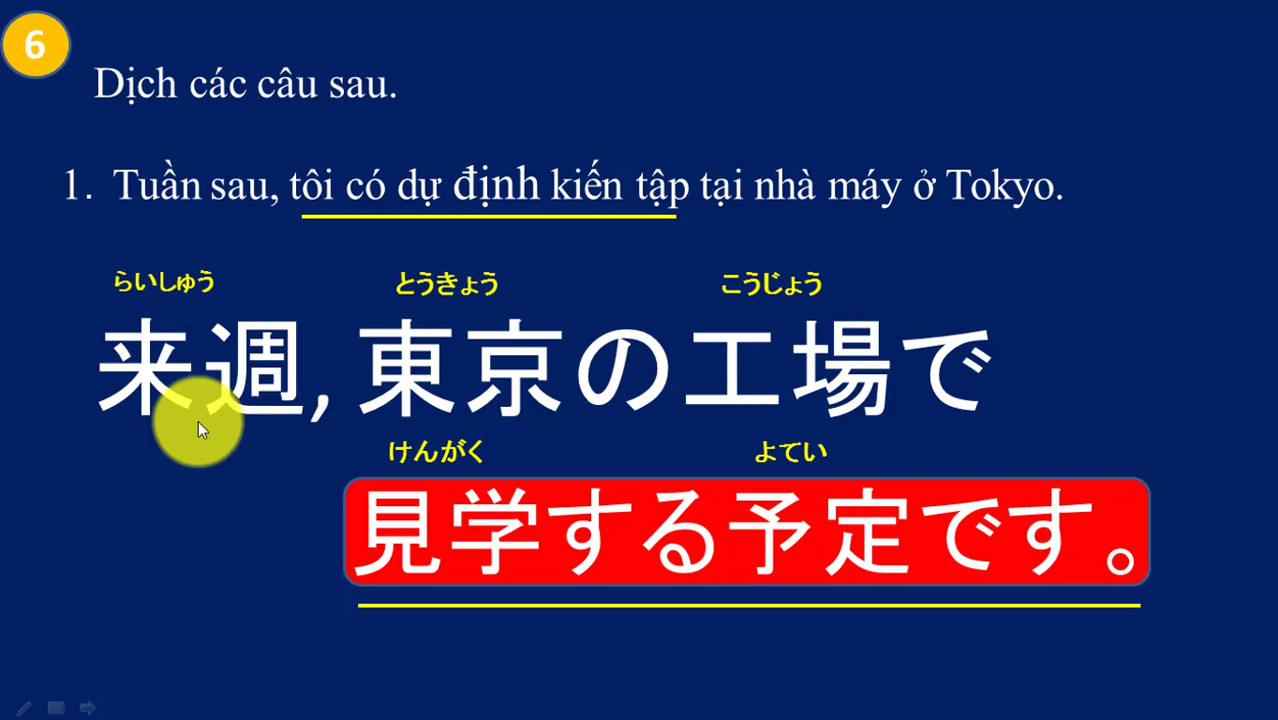 6
Dịch các câu sau.
1. Tuần sau, tôi có dự định kiến tập tại nhà máy ở Tokyo.
らいしゅう とうきょう こうじょう
来週, 東京の工場で
けんがく よてい
見学する予定です。